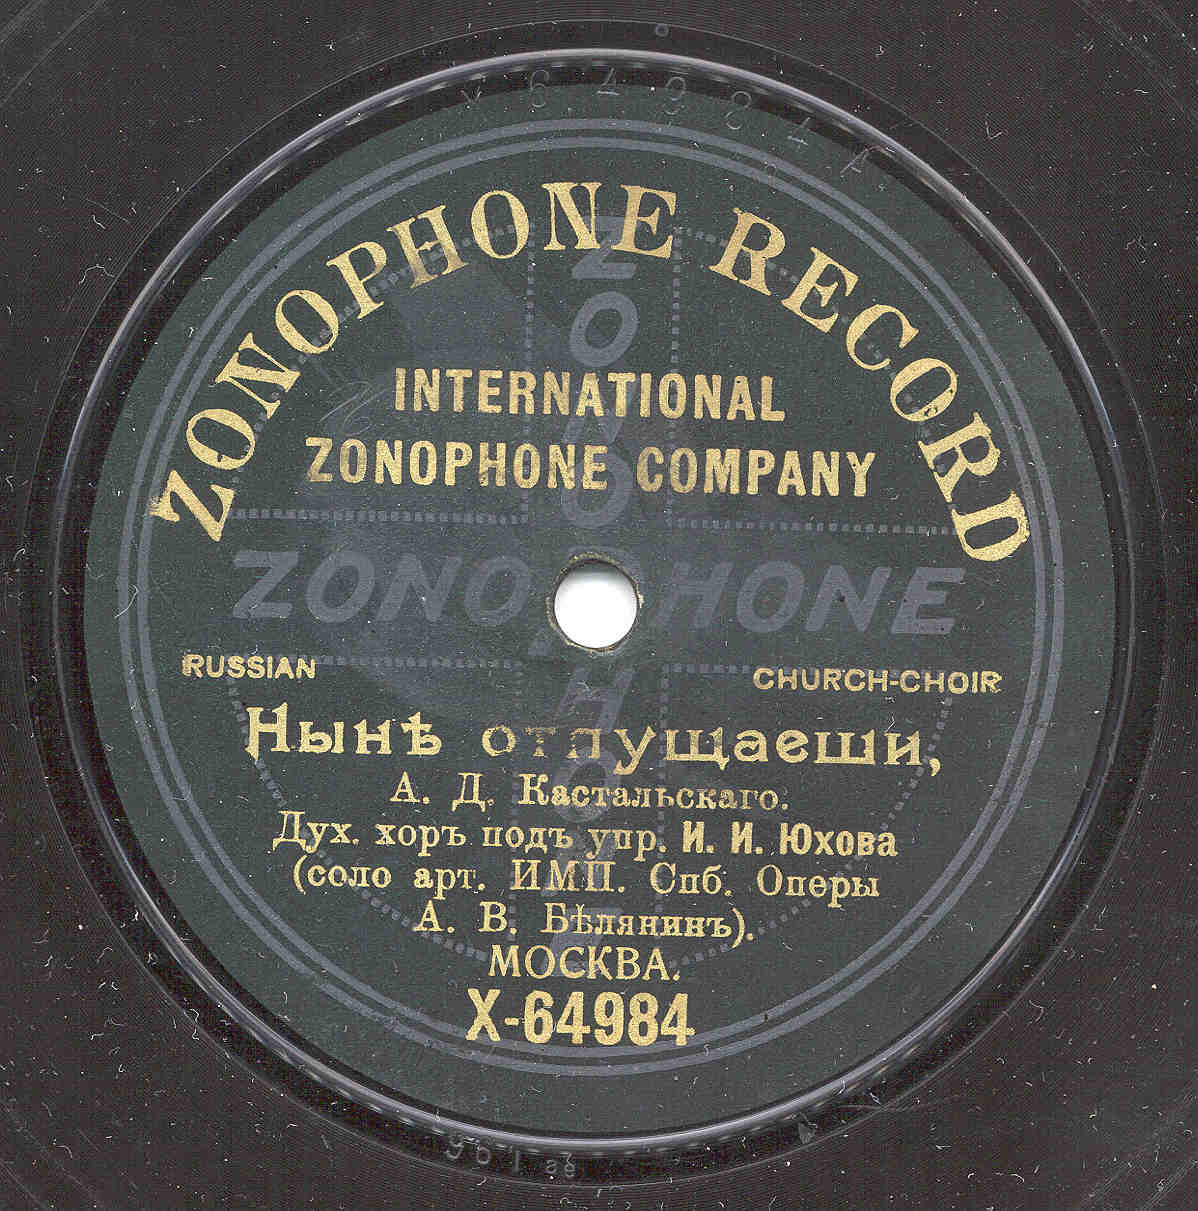 ZONOPHONE RECORD
INTERNATIONAL
ZONOPHONE COMPANY
ZONOPHONE
ZONOPHONE
RUSSIAN CHURCH-CHOIR
Нынѣ отпущаеши,
А. Д. Кастальскаго.
Дух. хоръ подъ упр. И. И. Юхова
(соло арт. ИМП. Спб. Оперы
А. В. Бѣлянинъ).
МОСКВА.
X-64984